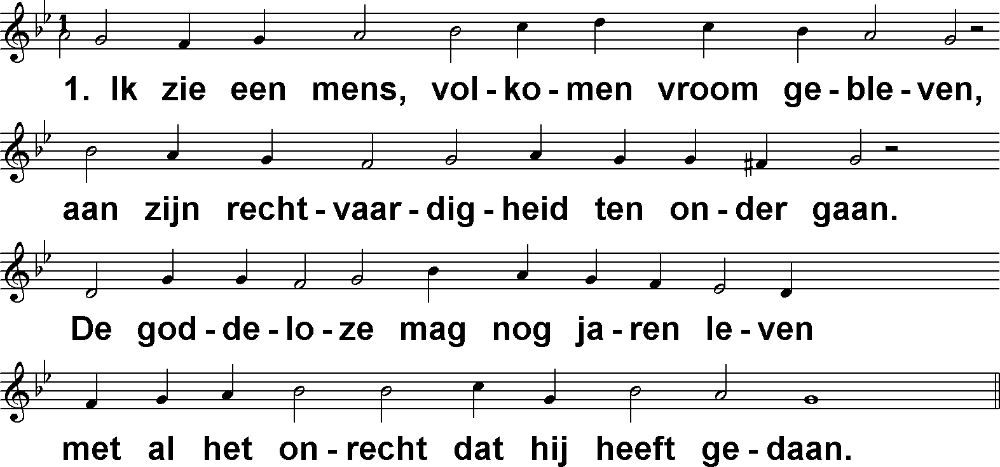 1. Ik zie een mens, vol - ko - men vroom ge - ble - ven,
aan zijn recht - vaar - dig - heid ten on - der gaan.
De god - de - lo - ze mag nog ja - ren le - ven
met al het on - recht dat hij heeft ge - daan.